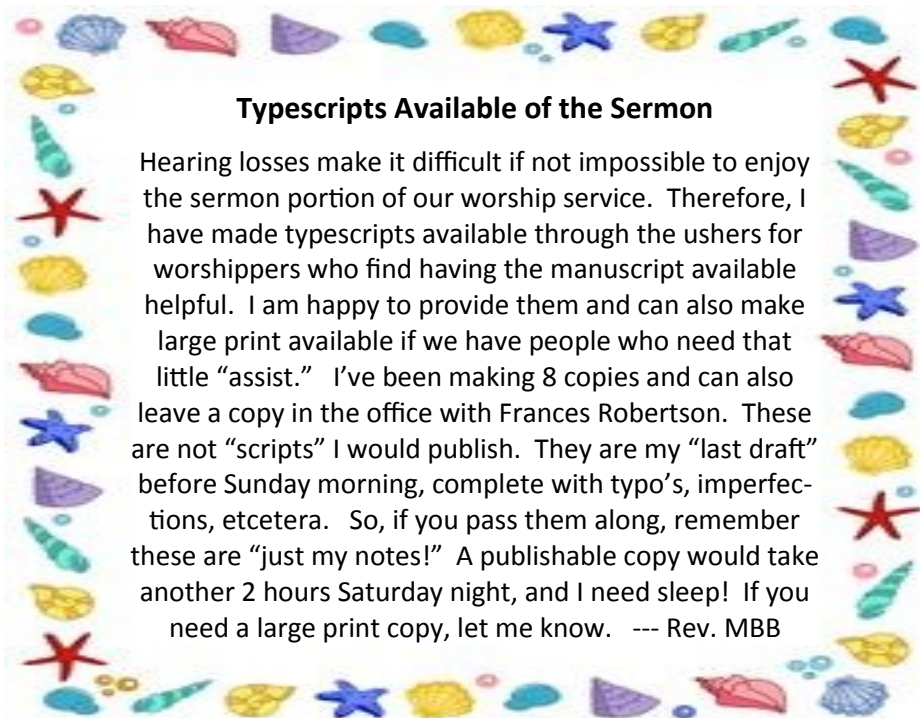 Typescripts Available of the Sermon
Hearing losses make it difficult if not impossible to enjoy
the sermon portion of our worship service.  Therefore, I
have made typescripts available through the ushers for
worshippers who find having the manuscript available
helpful.  I am happy to provide them and can also make
large print available if we have people who need that
little “assist.”   I’ve been making 8 copies and can also
leave a copy in the office with Frances Robertson.  These
are not “scripts” I would publish.  They are my “last draft”
before Sunday morning, complete with typo’s, imperfec-
tions, etcetera.   So, if you pass them along, remember
these are “just my notes!”  A publishable copy would take
another 2 hours Saturday night, and I need sleep!  If you
need a large print copy, let me know.   --- Rev. MBB